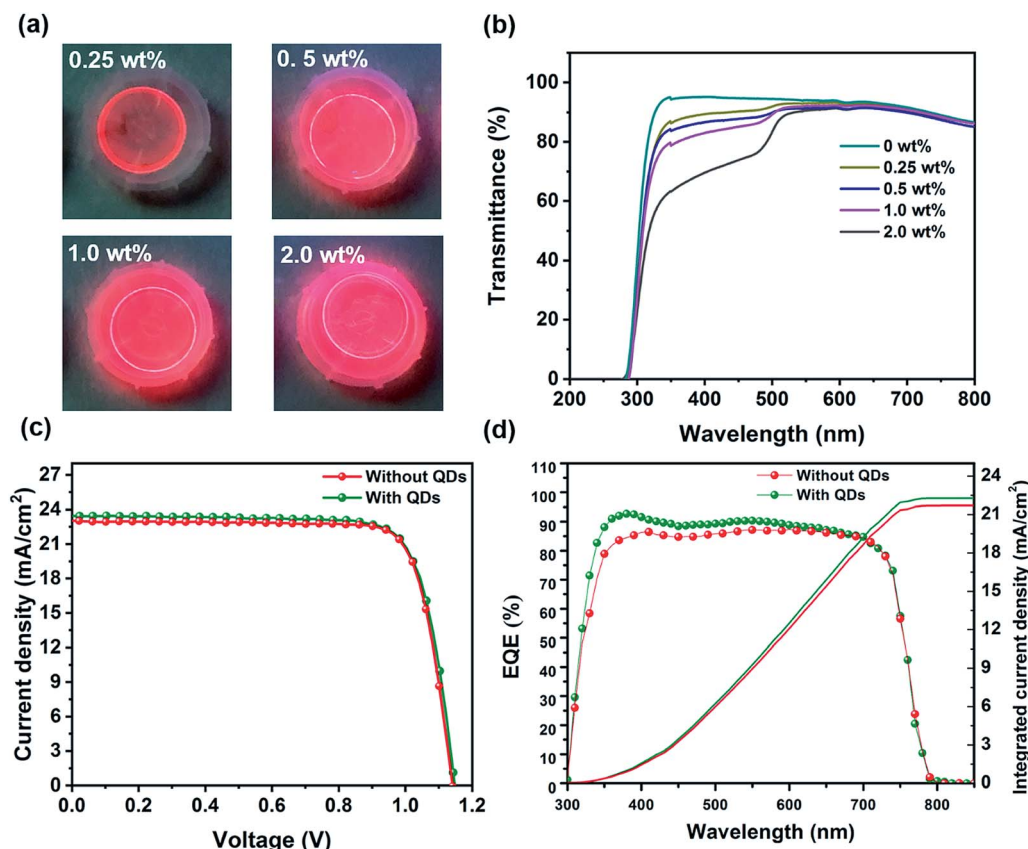 (a)
0.25 wt%
0. 5 wt%
1.0 wt%
2.0 wt%
(b)
100
80
60
40
20
0
Transmittance (%)
0 wt%
0.25 wt%
0.5 wt%
1.0 wt%
2.0 wt%
200 300 400 500 600 700 800
Wavelength (nm)
(c)
27
24
21
18
15
12
9
6
3
0
Current density (mA/cm²)
Without QDs
With QDs
0.0 0.2 0.4 0.6 0.8 1.0 1.2
Voltage (V)
(d)
110
100
90
80
70
60
50
40
30
20
10
0
EQE (%)
Without QDs
With QDs
24
21
18
15
12
9
6
3
0
Integrated current density (mA/cm²)
300 400 500 600 700 800
Wavelength (nm)